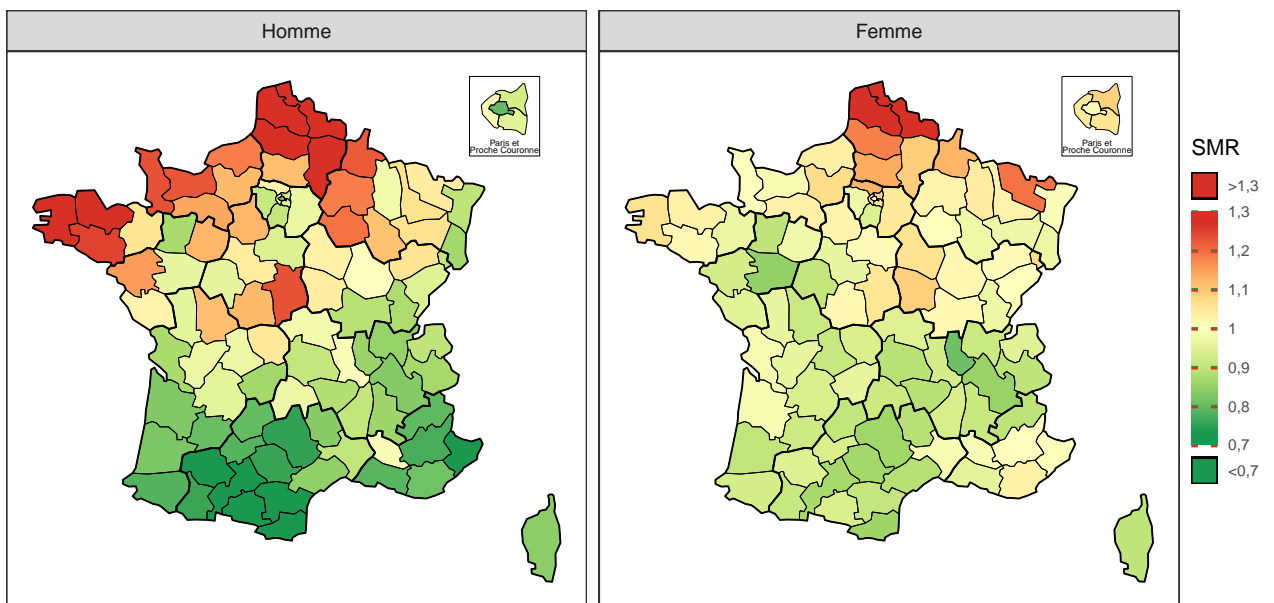 Homme
Femme
Paris et
Proche Couronne
Paris et
Proche Couronne
SMR
>1,3
1,3
1,2
1,1
1
0,9
0,8
0,7
<0,7